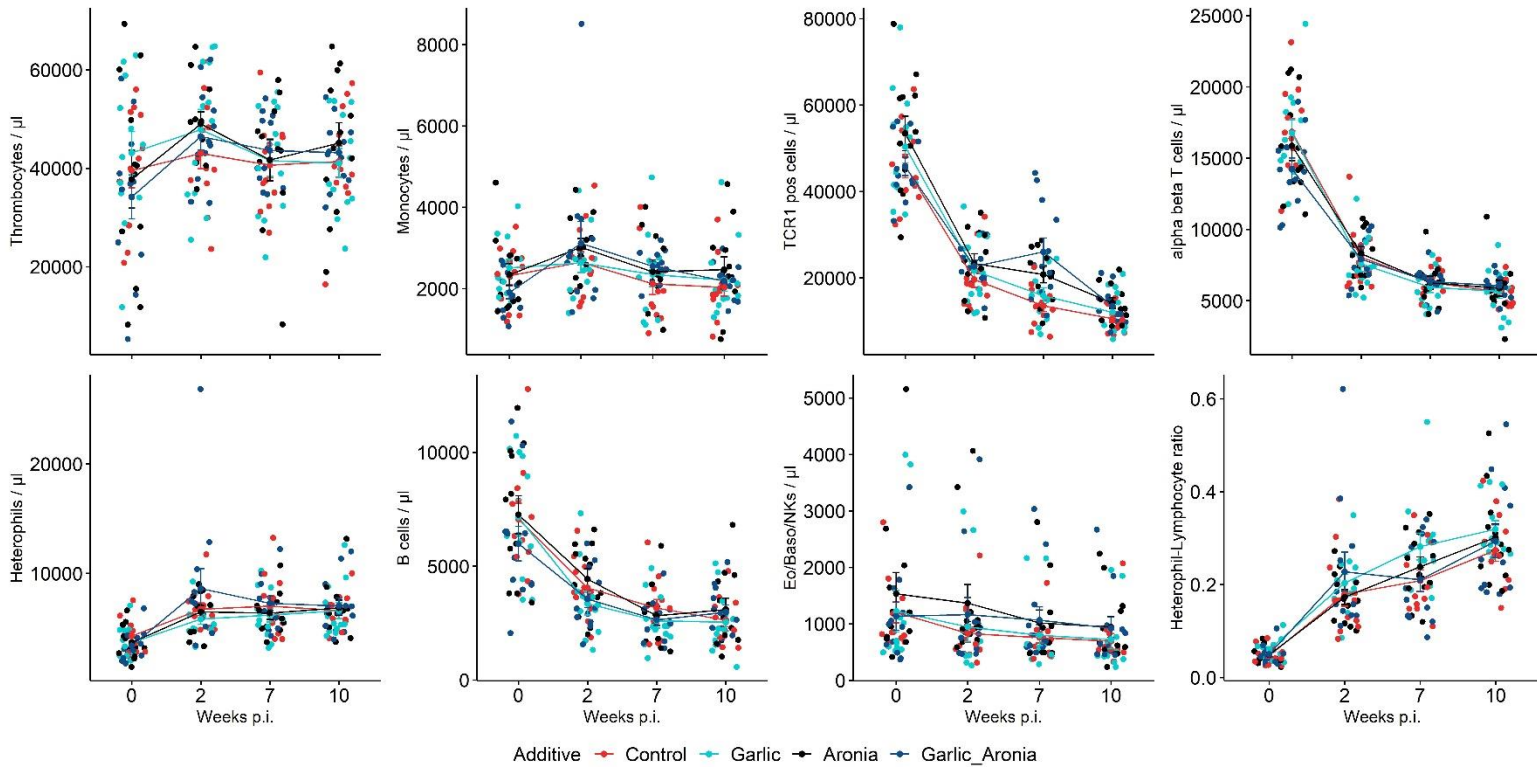 Thrombocytes / µl
60000
40000
20000
Monocytes / µl
8000
6000
4000
2000
TCR1 pos cells / µl
80000
60000
40000
20000
alpha beta T cells / µl
25000
20000
15000
10000
5000
Heterophils / µl
20000
10000
0
0 2 7 10
Weeks p.i.
B cells / µl
10000
5000
0
0 2 7 10
Weeks p.i.
Eo/Baso/NKs / µl
5000
4000
3000
2000
1000
0
0 2 7 10
Weeks p.i.
Heterophil-Lymphocyte ratio
0.6
0.4
0.2
0.0
0 2 7 10
Weeks p.i.
Additive Control Garlic Aronia Garlic_Aronia